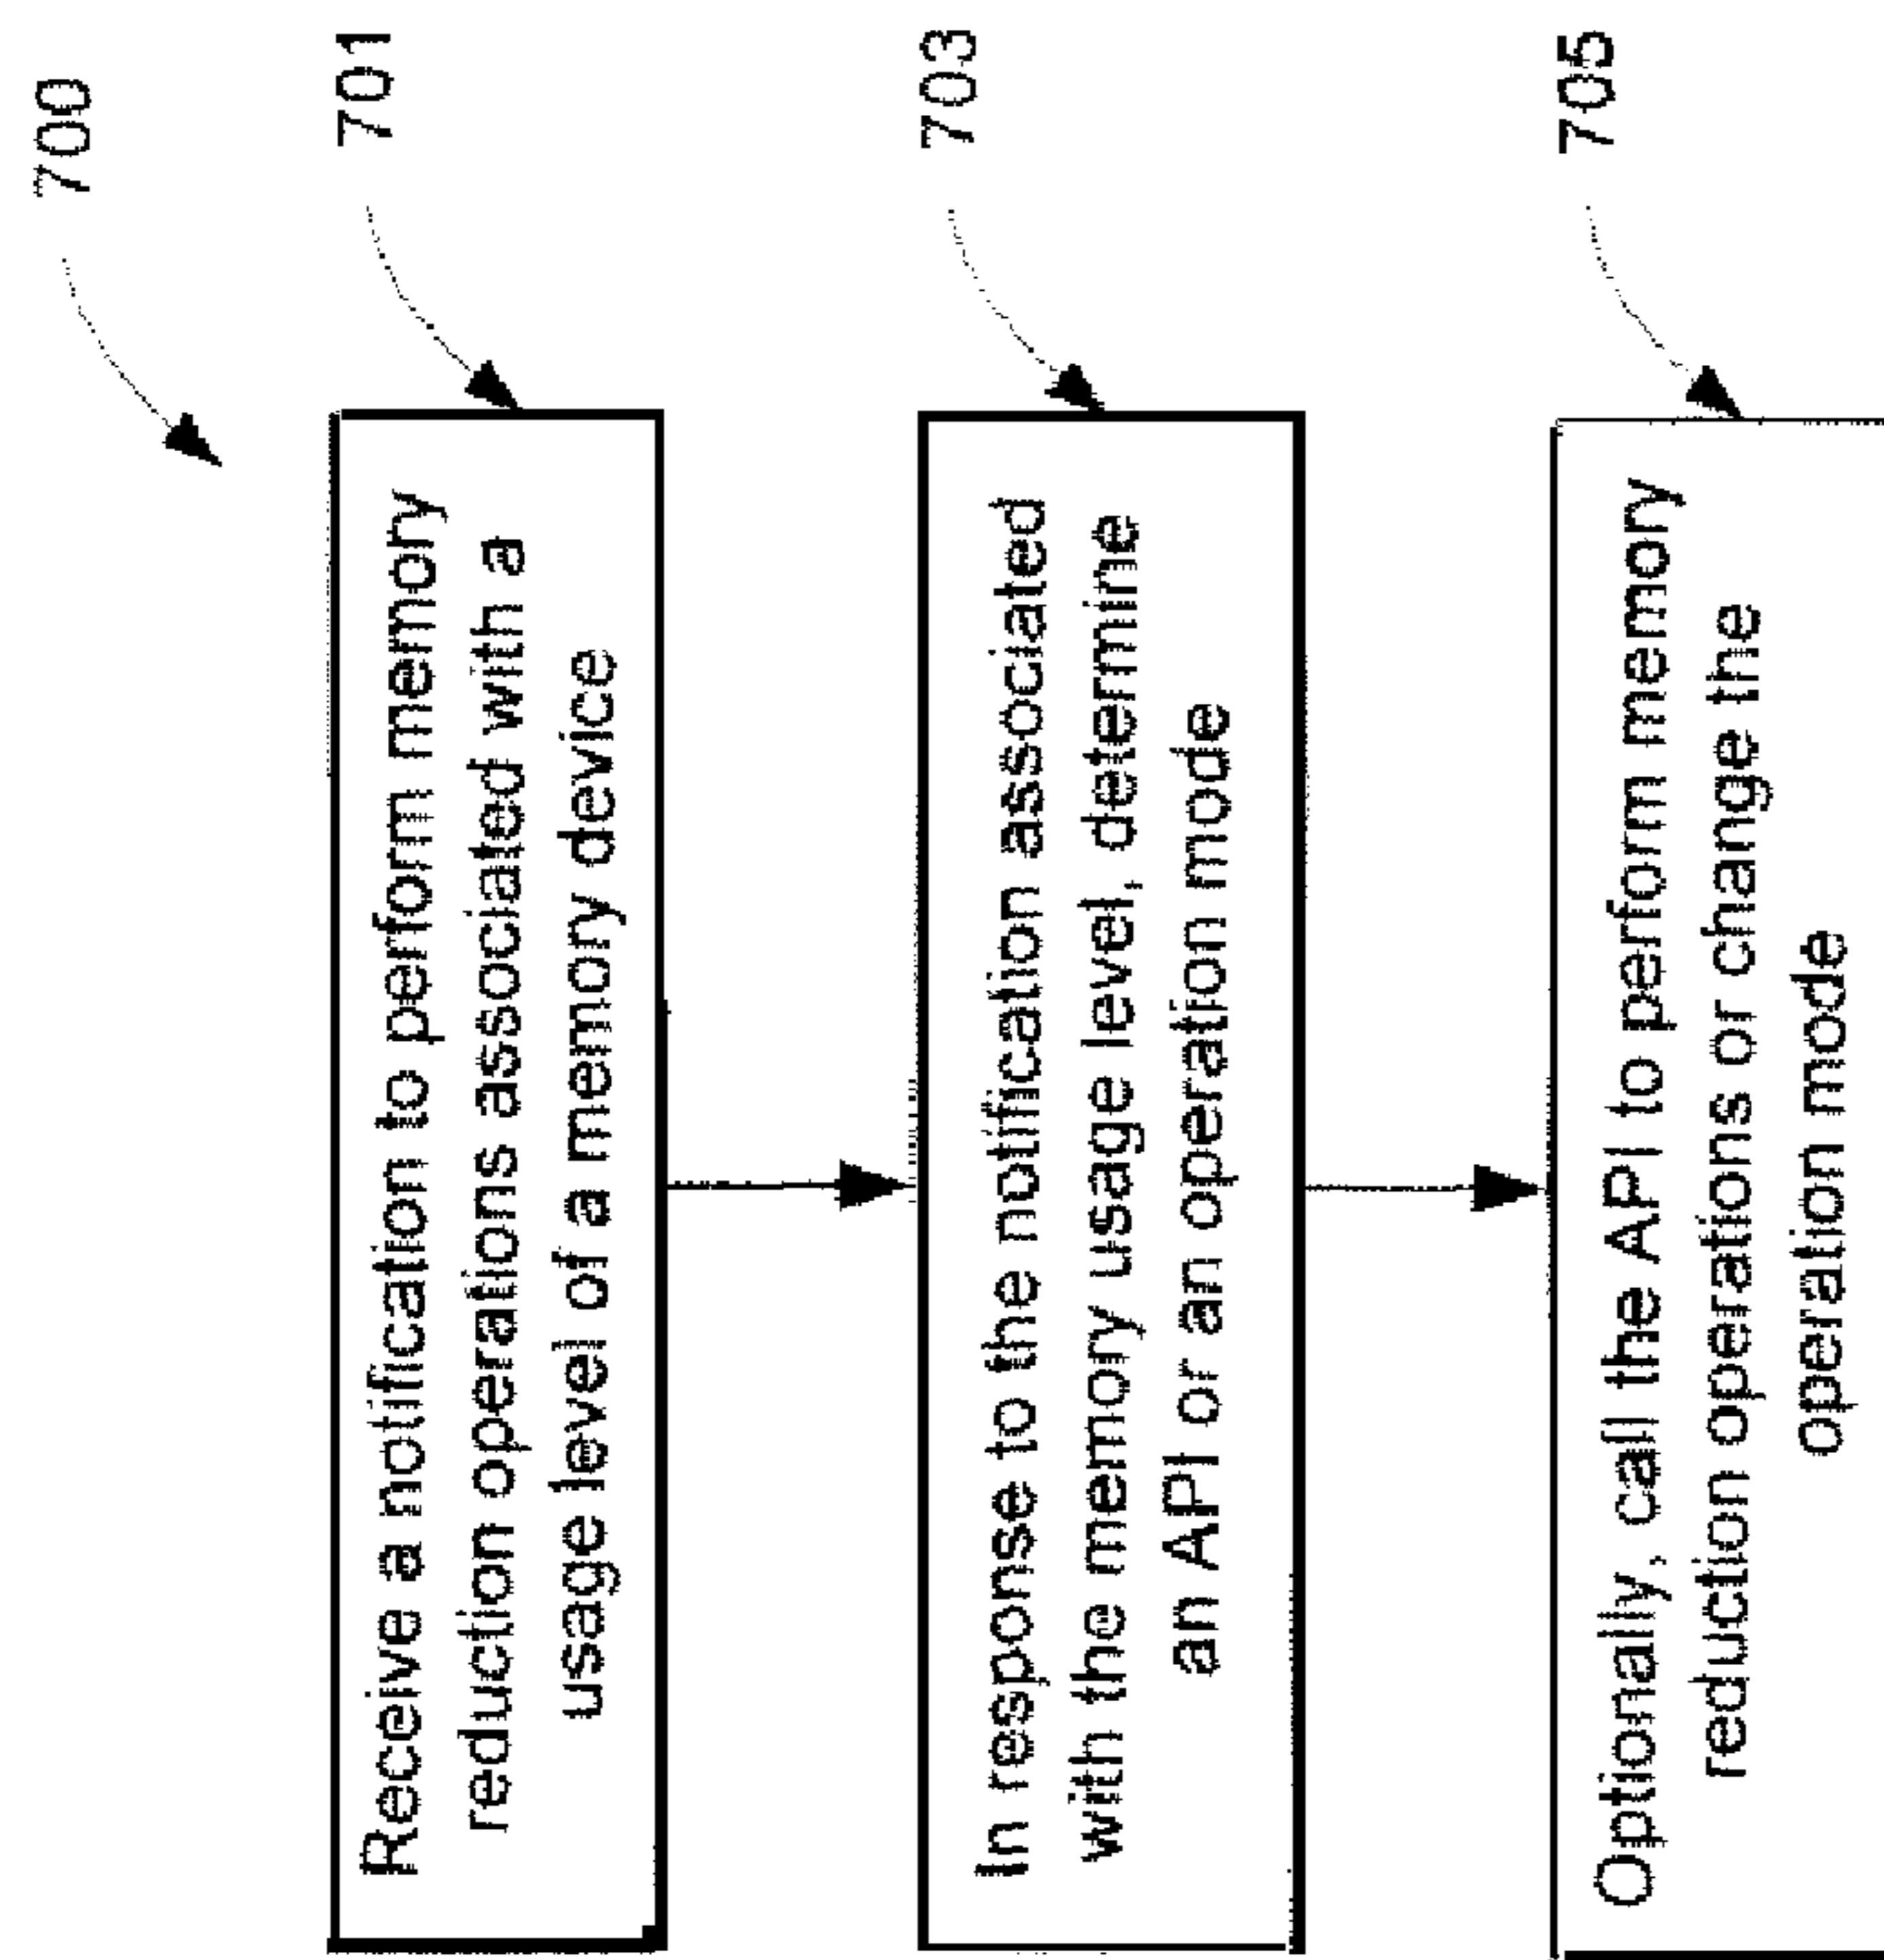 700
701
Receive a notification to perform memory
reduction operations associated with a
usage level of a memory device
703
In response to the notification associated
with the memory usage level, determine
an API or an operation mode
705
Optionally, call the API to perform memory
reduction operations or change the
operation mode